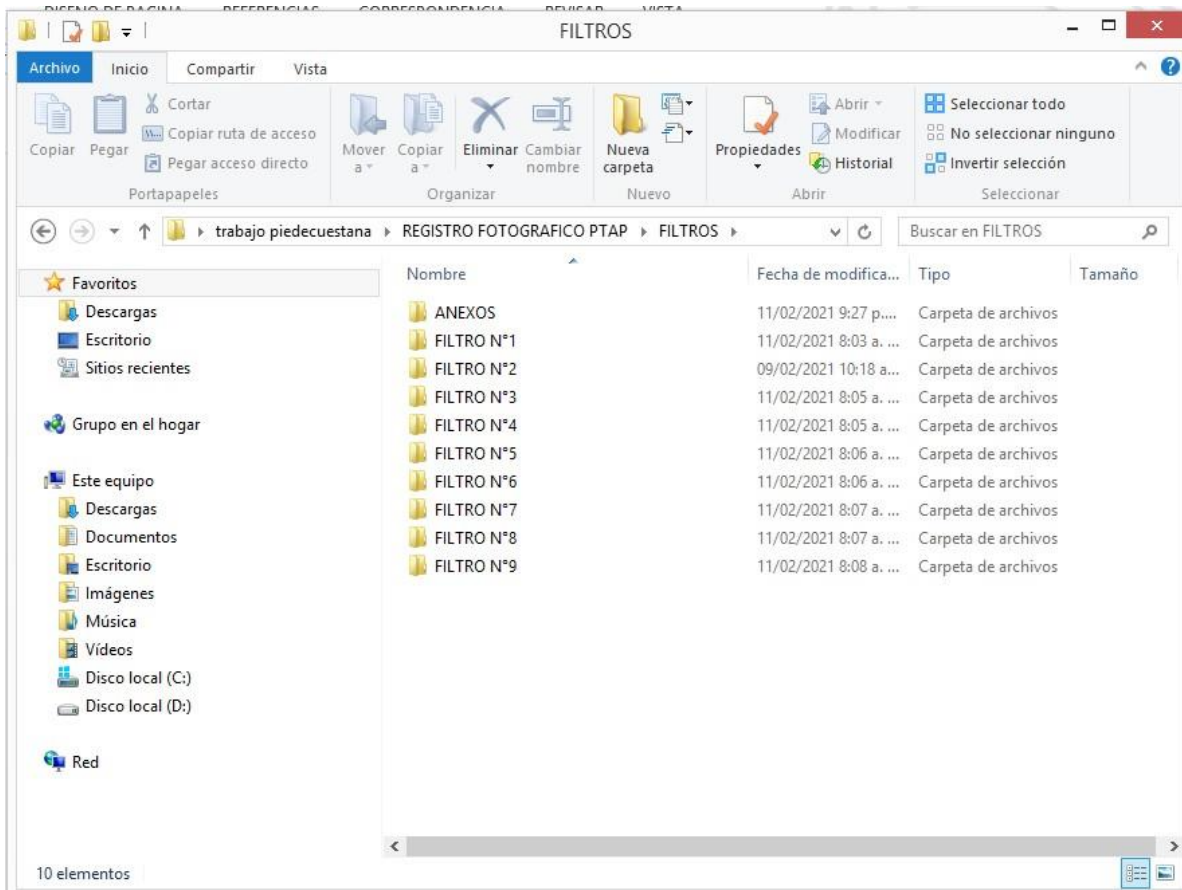 FILTROS
Archivo Inicio Compartir Vista
Copiar
Pegar
Cortar
Copiar ruta de acceso
Pegar acceso directo
Portapapeles
Mover a
Copiar a
Eliminar
Cambiar nombre
Organizar
Nueva carpeta
Nuevo
Propiedades
Abrir
Modificar
Historial
Abrir
Seleccionar todo
No seleccionar ninguno
Invertir selección
Seleccionar
trabajo piedecuestana REGISTRO FOTOGRAFICO PTAP FILTROS
Buscar en FILTROS
Favoritos
Descargas
Escritorio
Sitios recientes
Grupo en el hogar
Este equipo
Descargas
Documentos
Escritorio
Imágenes
Música
Vídeos
Disco local (C:)
Disco local (D:)
Red
Nombre Fecha de modifica... Tipo Tamaño
ANEXOS 11/02/2021 9:27 p.... Carpeta de archivos
FILTRO N°1 11/02/2021 8:03 a. ... Carpeta de archivos
FILTRO N°2 09/02/2021 10:18 a... Carpeta de archivos
FILTRO N°3 11/02/2021 8:05 a. ... Carpeta de archivos
FILTRO N°4 11/02/2021 8:05 a. ... Carpeta de archivos
FILTRO N°5 11/02/2021 8:06 a. ... Carpeta de archivos
FILTRO N°6 11/02/2021 8:06 a. ... Carpeta de archivos
FILTRO N°7 11/02/2021 8:07 a. ... Carpeta de archivos
FILTRO N°8 11/02/2021 8:07 a. ... Carpeta de archivos
FILTRO N°9 11/02/2021 8:08 a. ... Carpeta de archivos
10 elementos